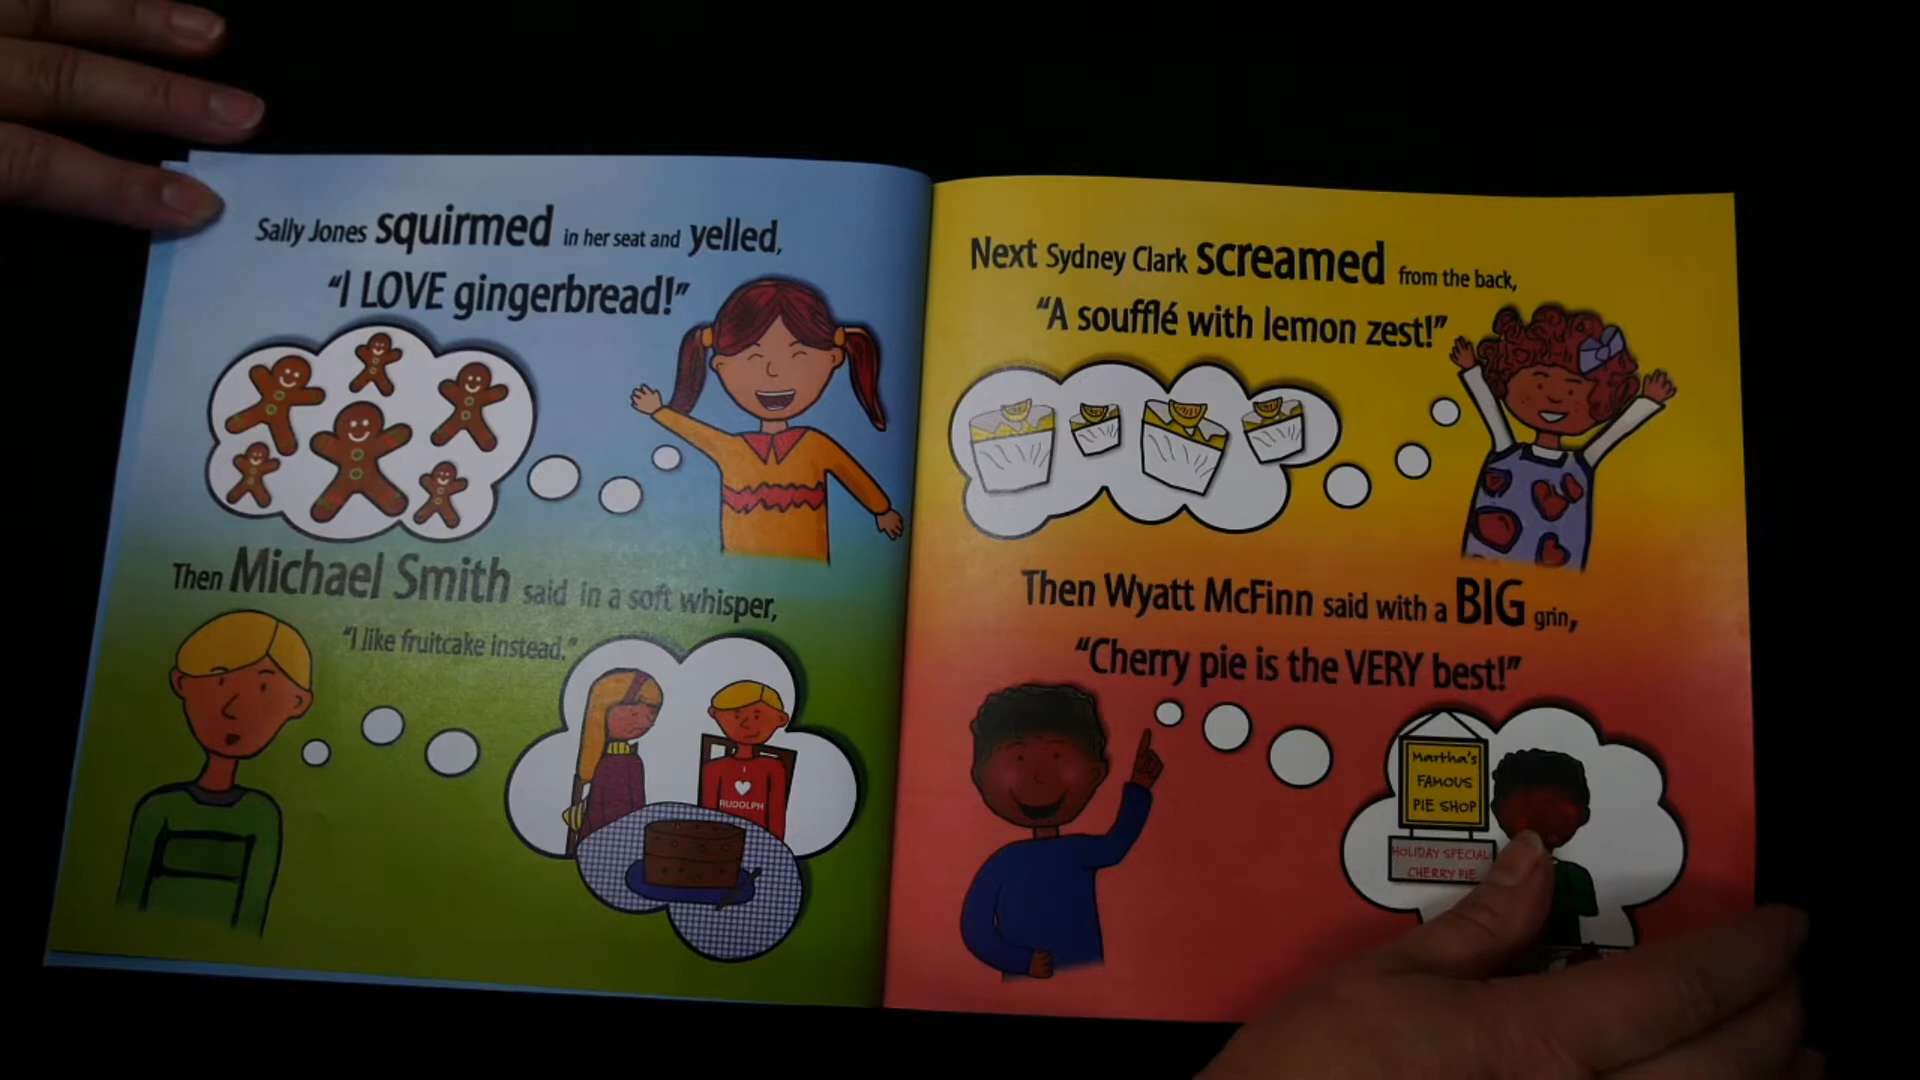 Sally Jones squirmed in her seat and yelled,
"I LOVE gingerbread!"
Then Michael Smith said in a soft whisper,
"I like fruitcake instead."
I
RUDOLPH
Next Sydney Clark screamed from the back,
"A soufflé with lemon zest!"
Then Wyatt McFinn said with a BIG grin,
"Cherry pie is the VERY best!"
Martha's
FAMOUS
PIE SHOP
HOLIDAY SPECIAL
CHERRY PIE